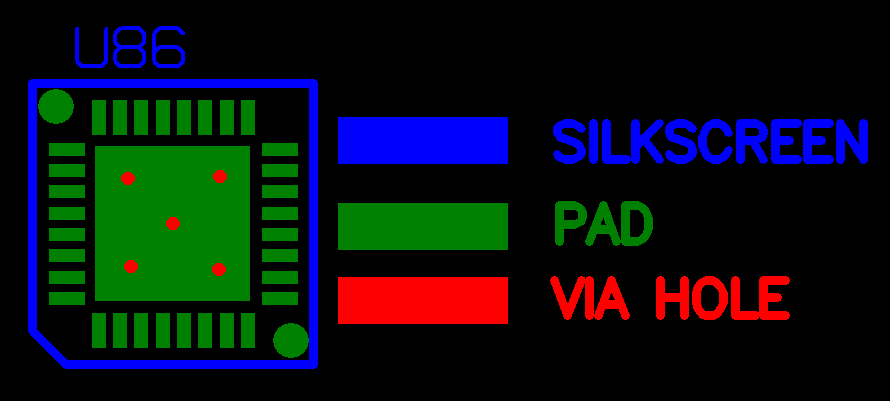 U86
SILKSCREEN
PAD
VIA HOLE